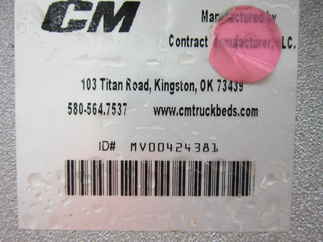 CM
Manufactured by
Contract Manufacturer, LLC.
103 Titan Road, Kingston, OK 73439
580-564.7537 www.cmtruckbeds.com
ID# MV00424381